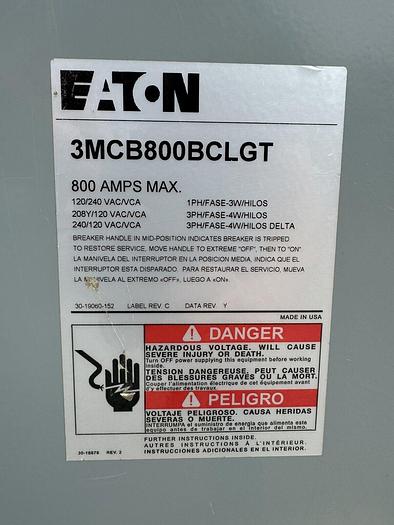 EATON
3MCB800BCLGT
800 AMPS MAX.
120/240 VAC/VCA 1PH/FASE-3W/HILOS
208Y/120 VAC/VCA 3PH/FASE-4W/HILOS
240/120 VAC/VCA 3PH/FASE-4W/HILOS DELTA
BREAKER HANDLE IN MID-POSITION INDICATES BREAKER IS TRIPPED
TO RESTORE SERVICE, MOVE HANDLE TO EXTREME "OFF", THEN TO "ON"
LA MANIVELA DEL INTERRUPTOR EN LA POSICION MEDIA, INDICA QUE EL
INTERRUPTOR ESTA DISPARADO. PARA RESTAURAR EL SERVICIO, MUEVA
LA MANIVELA AL EXTREMO «OFF», LUEGO A «ON».
30-19060-152 LABEL REV. C DATA REV. Y
MADE IN USA
DANGER
HAZARDOUS VOLTAGE. WILL CAUSE
SEVERE INJURY OR DEATH.
Turn OFF power supplying this equipment before working
inside.
TENSION DANGEREUSE. PEUT CAUSER
DES BLESSURES GRAVES OU LA MORT.
Couper l'alimentation électrique de cet équipement avant
d'y effectuer des travaux.
PELIGRO
VOLTAJE PELIGROSO. CAUSA HERIDAS
SEVERAS O MUERTE.
INTERRUMPA el suministro de energia que alimenta este
equipo antes de trabajar en el interior del mismo.
FURTHER INSTRUCTIONS INSIDE.
AUTRES INSTRUCTIONS À L'INTÉRIEUR.
INSTRUCCIONES ADICIONALES EN EL INTERIOR.
30-18878 REV. 2